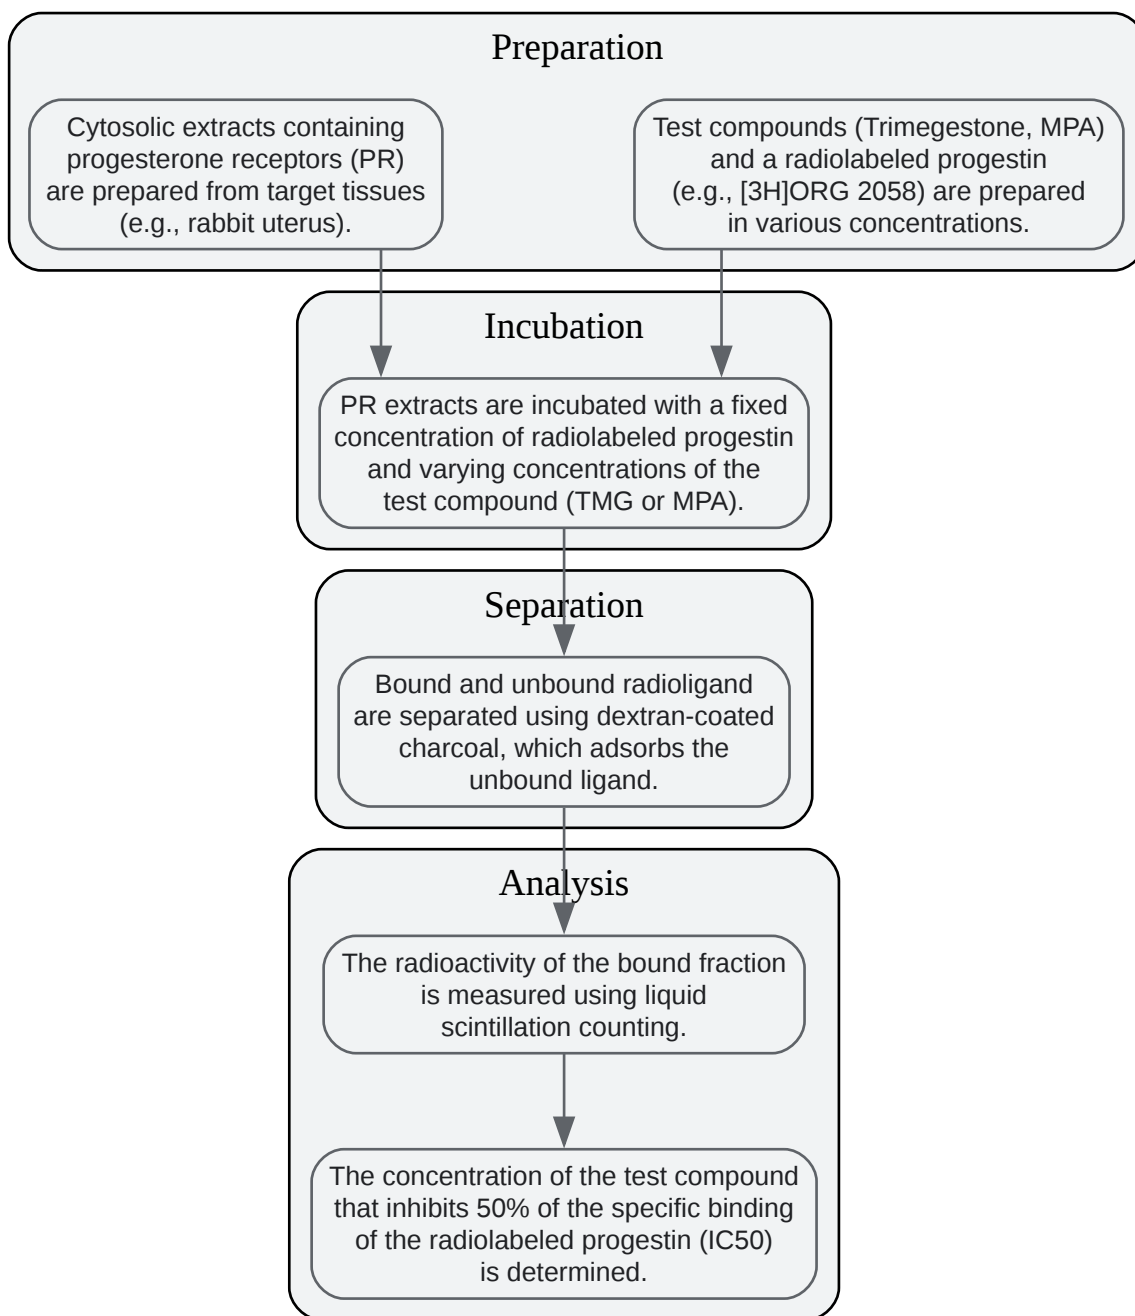 Preparation
Cytosolic extracts containing
progesterone receptors (PR)
are prepared from target tissues
(e.g., rabbit uterus).
Test compounds (Trimegestone, MPA)
and a radiolabeled progestin
(e.g., [3H]ORG 2058) are prepared
in various concentrations.
Incubation
PR extracts are incubated with a fixed
concentration of radiolabeled progestin
and varying concentrations of the
test compound (TMG or MPA).
Separation
Bound and unbound radioligand
are separated using dextran-coated
charcoal, which adsorbs the
unbound ligand.
Analysis
The radioactivity of the bound fraction
is measured using liquid
scintillation counting.
The concentration of the test compound
that inhibits 50% of the specific binding
of the radiolabeled progestin (IC50)
is determined.